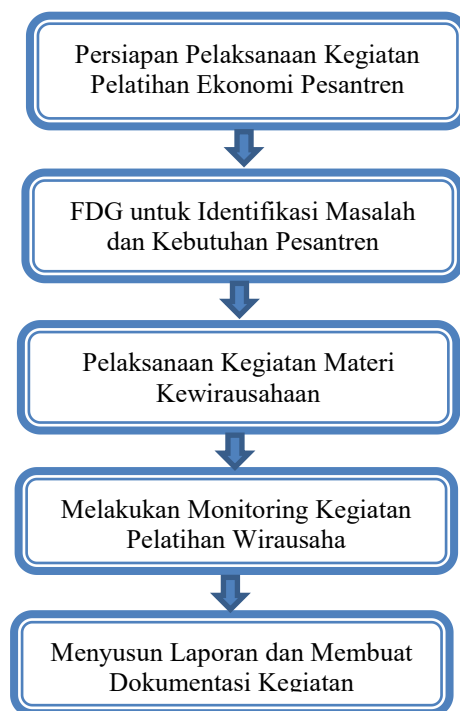 Persiapan Pelaksanaan Kegiatan
Pelatihan Ekonomi Pesantren
FDG untuk Identifikasi Masalah
dan Kebutuhan Pesantren
Pelaksanaan Kegiatan Materi
Kewirausahaan
Melakukan Monitoring Kegiatan
Pelatihan Wirausaha
Menyusun Laporan dan Membuat
Dokumentasi Kegiatan